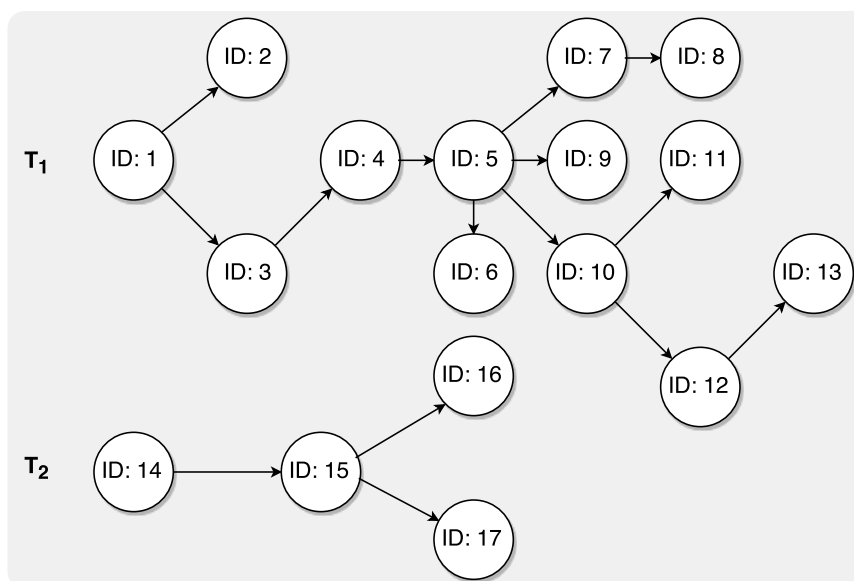 ID: 2
ID: 7
ID: 8
T1
ID: 1
ID: 4
ID: 5
ID: 9
ID: 11
ID: 3
ID: 6
ID: 10
ID: 13
ID: 16
ID: 12
T2
ID: 14
ID: 15
ID: 17